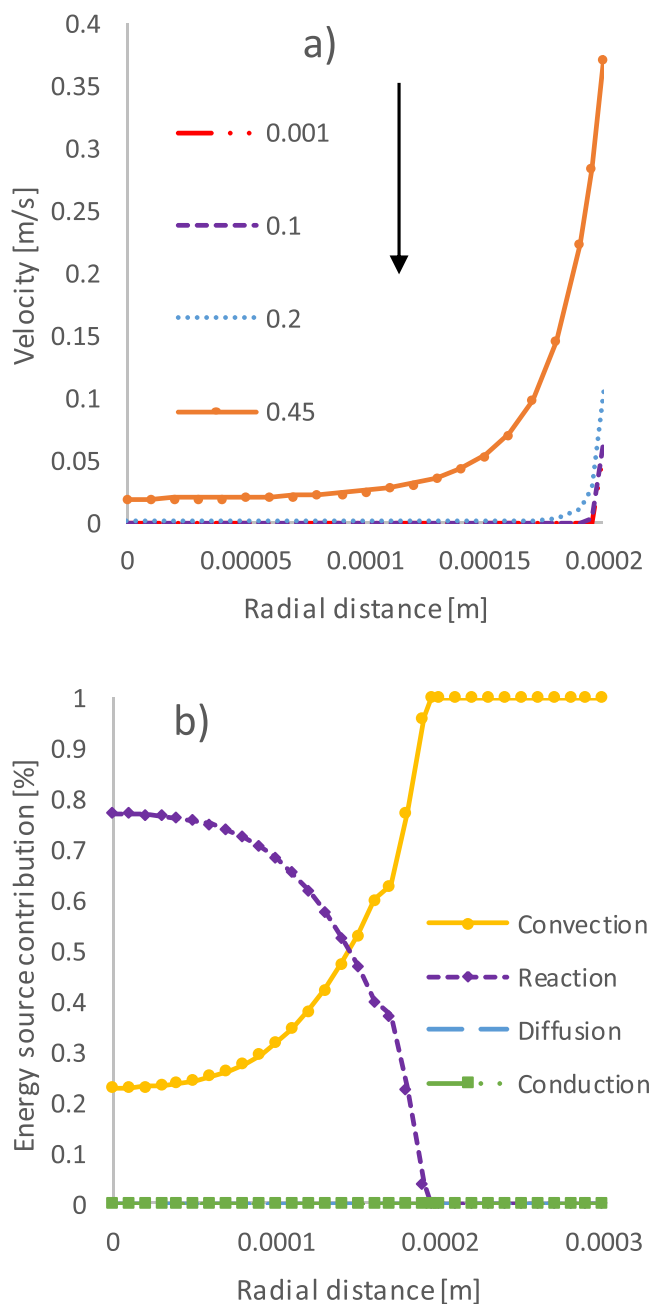 a)
0.4
0.35
0.3
0.25
0.2
0.15
0.1
0.05
0
Velocity [m/s]
0.001
0.1
0.2
0.45
0 0.00005 0.0001 0.00015 0.0002
Radial distance [m]
b)
1
0.9
0.8
0.7
0.6
0.5
0.4
0.3
0.2
0.1
0
Energy source contribution [%]
Convection
Reaction
Diffusion
Conduction
0 0.0001 0.0002 0.0003
Radial distance [m]